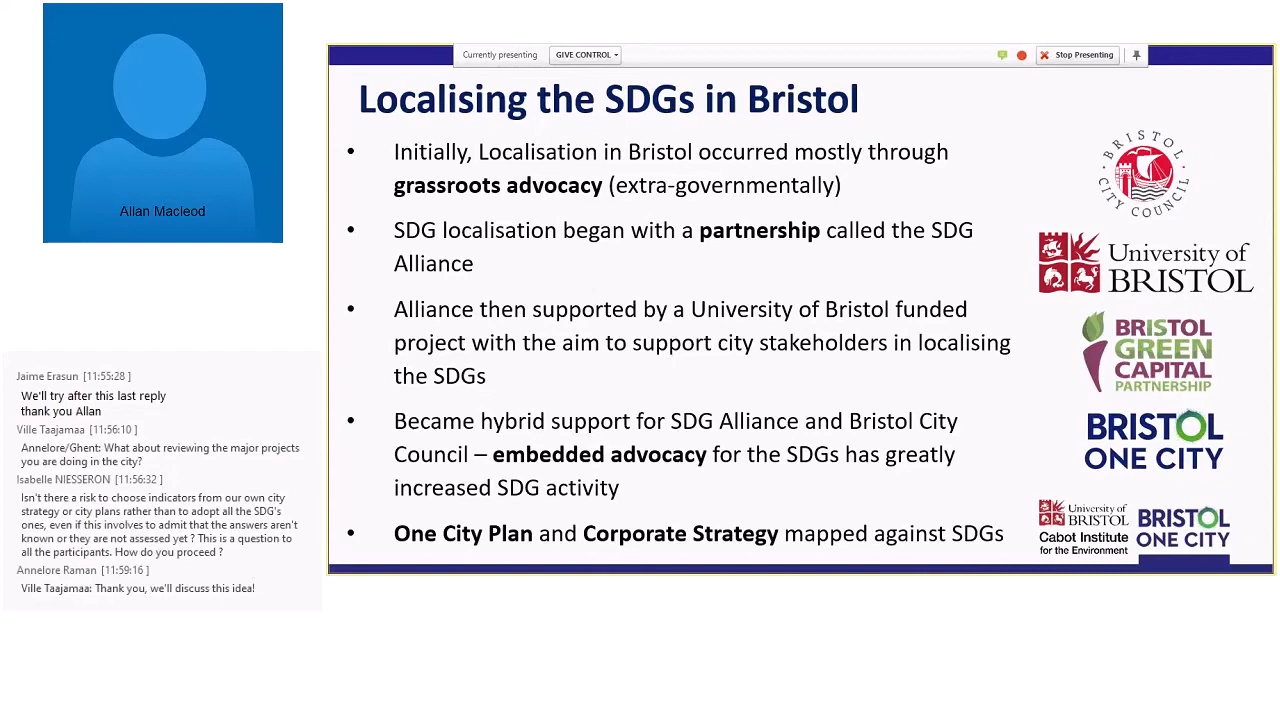 Allan Macleod
Jaime Erasun [11:55:28 ]
We'll try after this last reply
thank you Allan
Ville Taajamaa [11:56:10 ]
Annelore/Ghent: What about reviewing the major projects
you are doing in the city?
Isabelle NIESSERON [11:56:32 ]
Isn't there a risk to choose indicators from our own city
strategy or city plans rather than to adopt all the SDG's
ones, even if this involves to admit that the answers aren't
known or they are not assessed yet ? This is a question to
all the participants. How do you proceed ?
Annelore Raman [11:59:16 ]
Ville Taajamaa: Thank you, we'll discuss this idea!
Currently presenting
GIVE CONTROL
Stop Presenting
Localising the SDGs in Bristol
• Initially, Localisation in Bristol occurred mostly through
grassroots advocacy (extra-governmentally)
• SDG localisation began with a partnership called the SDG
Alliance
• Alliance then supported by a University of Bristol funded
project with the aim to support city stakeholders in localising
the SDGs
• Became hybrid support for SDG Alliance and Bristol City
Council – embedded advocacy for the SDGs has greatly
increased SDG activity
• One City Plan and Corporate Strategy mapped against SDGs
BRISTOL
CITY COUNCIL
University of
BRISTOL
BRISTOL
GREEN
CAPITAL
PARTNERSHIP
BRISTOL
ONE CITY
University of
BRISTOL
Cabot Institute
for the Environment
BRISTOL
ONE CITY